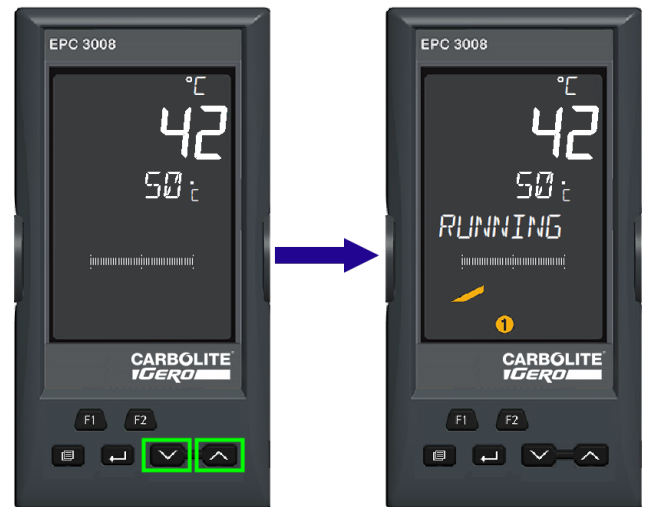 EPC 3008
°C
42
50 °C
CARBOLITE
GERO
F1 F2
EPC 3008
°C
42
50 °C
RUNNING
1
CARBOLITE
GERO
F1 F2